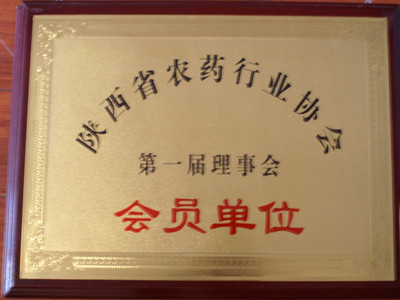 陕西省农药行业协会
第一届理事会
会员单位